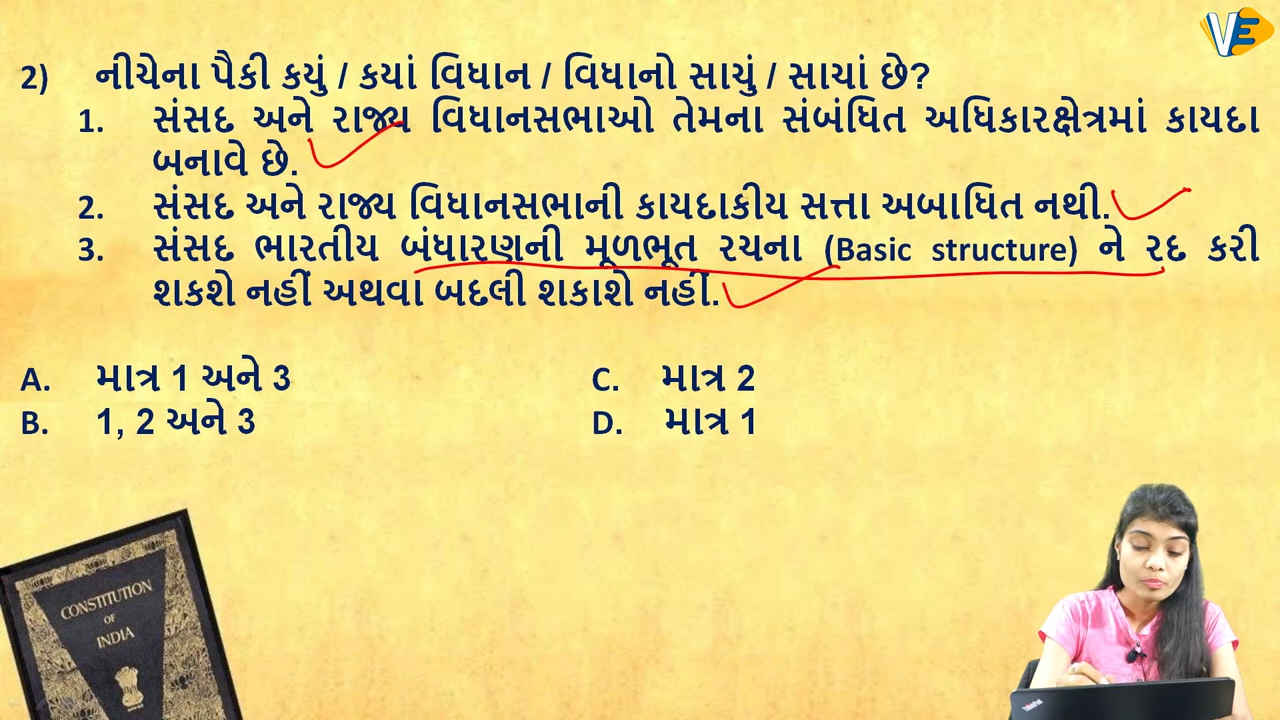 VE
2) નીચેના પૈકી કયું / કયાં વિધાન / વિધાનો સાચું / સાચાં છે?
1. સંસદ અને રાજ્ય વિધાનસભાઓ તેમના સંબંધિત અધિકારક્ષેત્રમાં કાયદા
બનાવે છે.
2. સંસદ અને રાજ્ય વિધાનસભાની કાયદાકીય સત્તા અબાધિત નથી.
3. સંસદ ભારતીય બંધારણની મૂળભૂત રચના (Basic structure) ને રદ કરી
શકશે નહીં અથવા બદલી શકાશે નહીં.
A. માત્ર 1 અને 3 C. માત્ર 2
B. 1, 2 અને 3 D. માત્ર 1
CONSTITUTION
OF
INDIA
ThinkPad